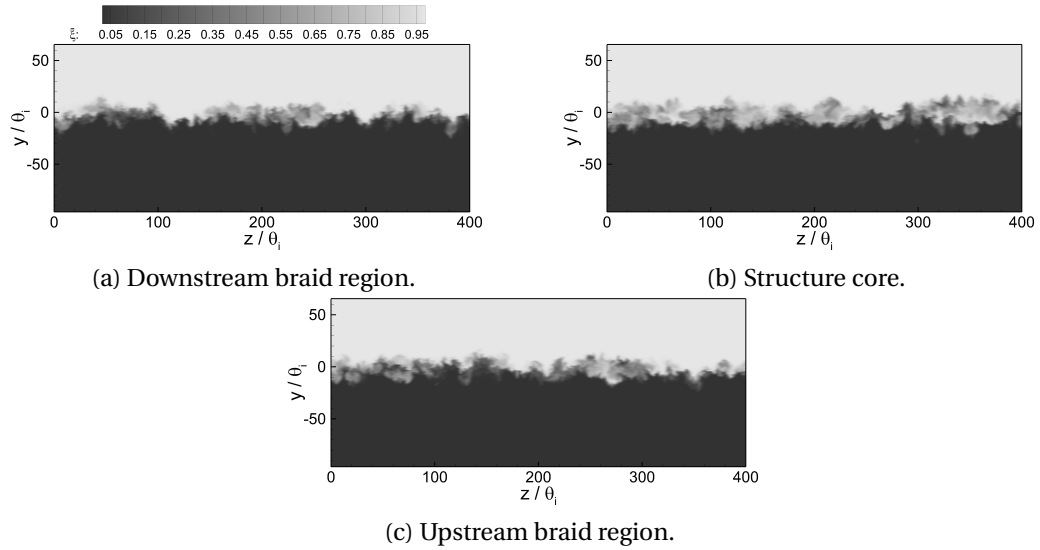 ξ̄: 0.05 0.15 0.25 0.35 0.45 0.55 0.65 0.75 0.85 0.95
50
0
-50
y / θi
0 100 200 300 400
z / θi
(a) Downstream braid region.
50
0
-50
y / θi
0 100 200 300 400
z / θi
(b) Structure core.
50
0
-50
y / θi
0 100 200 300 400
z / θi
(c) Upstream braid region.